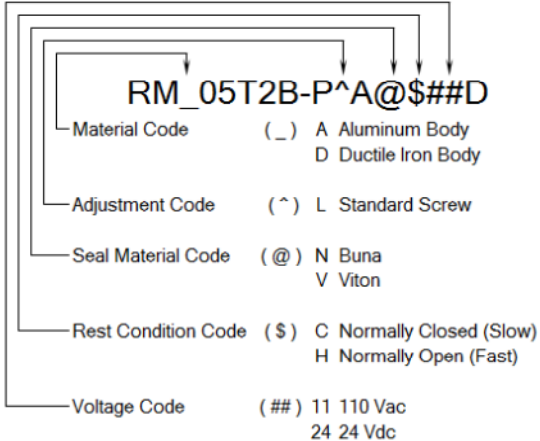 RM_05T2B-P^A@$##D
Material Code (_) A Aluminum Body
D Ductile Iron Body
Adjustment Code (^) L Standard Screw
Seal Material Code (@) N Buna
V Viton
Rest Condition Code ($) C Normally Closed (Slow)
H Normally Open (Fast)
Voltage Code (##) 11 110 Vac
24 24 Vdc